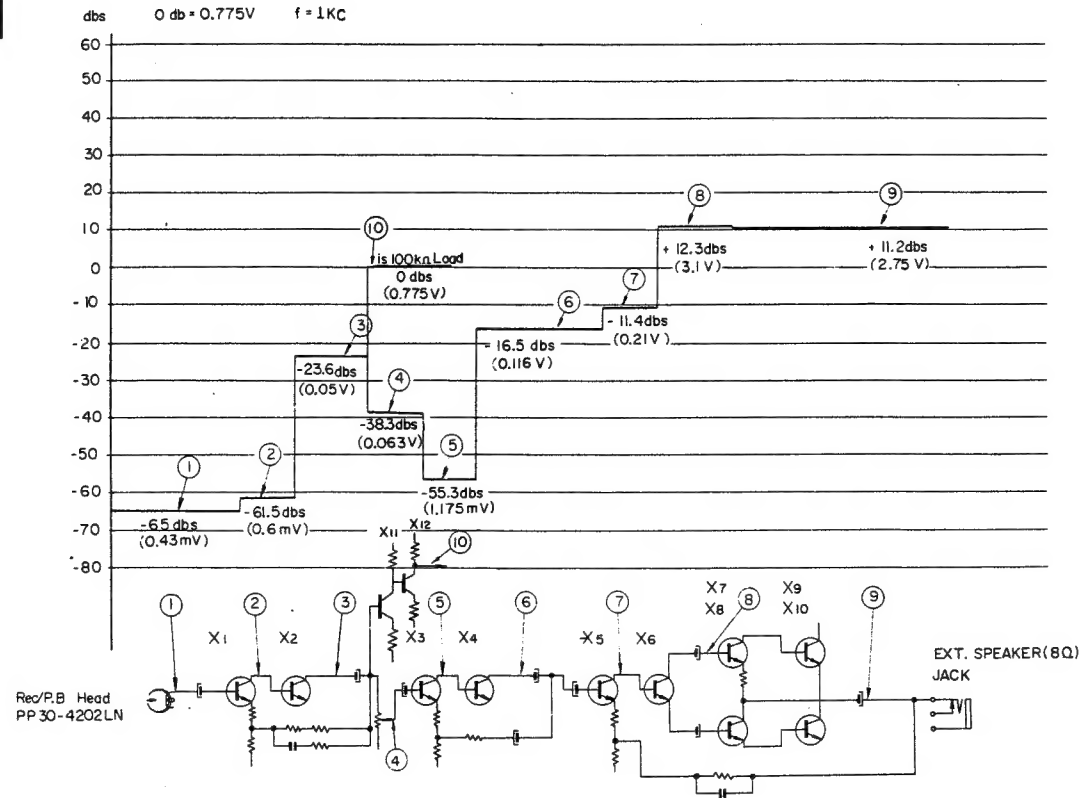 dbs 0 db = 0.775V f = 1KC
60
50
40
30
20
10
0
-10
-20
-30
-40
-50
-60
-70
-80
1
-6.5 dbs
(0.43mV)
2
-61.5dbs
(0.6mV)
3
-23.6dbs
(0.05V)
10
is 100kΩ Load
0 dbs
(0.775V)
4
-38.3dbs
(0.063V)
5
-55.3dbs
(1.175mV)
6
- 16.5 dbs
(0.116V)
7
- 11.4dbs
(0.21V)
8
+ 12.3dbs
(3.1V)
9
+ 11.2dbs
(2.75V)
X11 X12
10
1 2 3 5 6 7 8 9
X1 X2 X3 X4 X5 X6
X7 X9
X8 X10
4
Rec/P.B Head
PP30-4202LN
EXT. SPEAKER(8Ω)
JACK